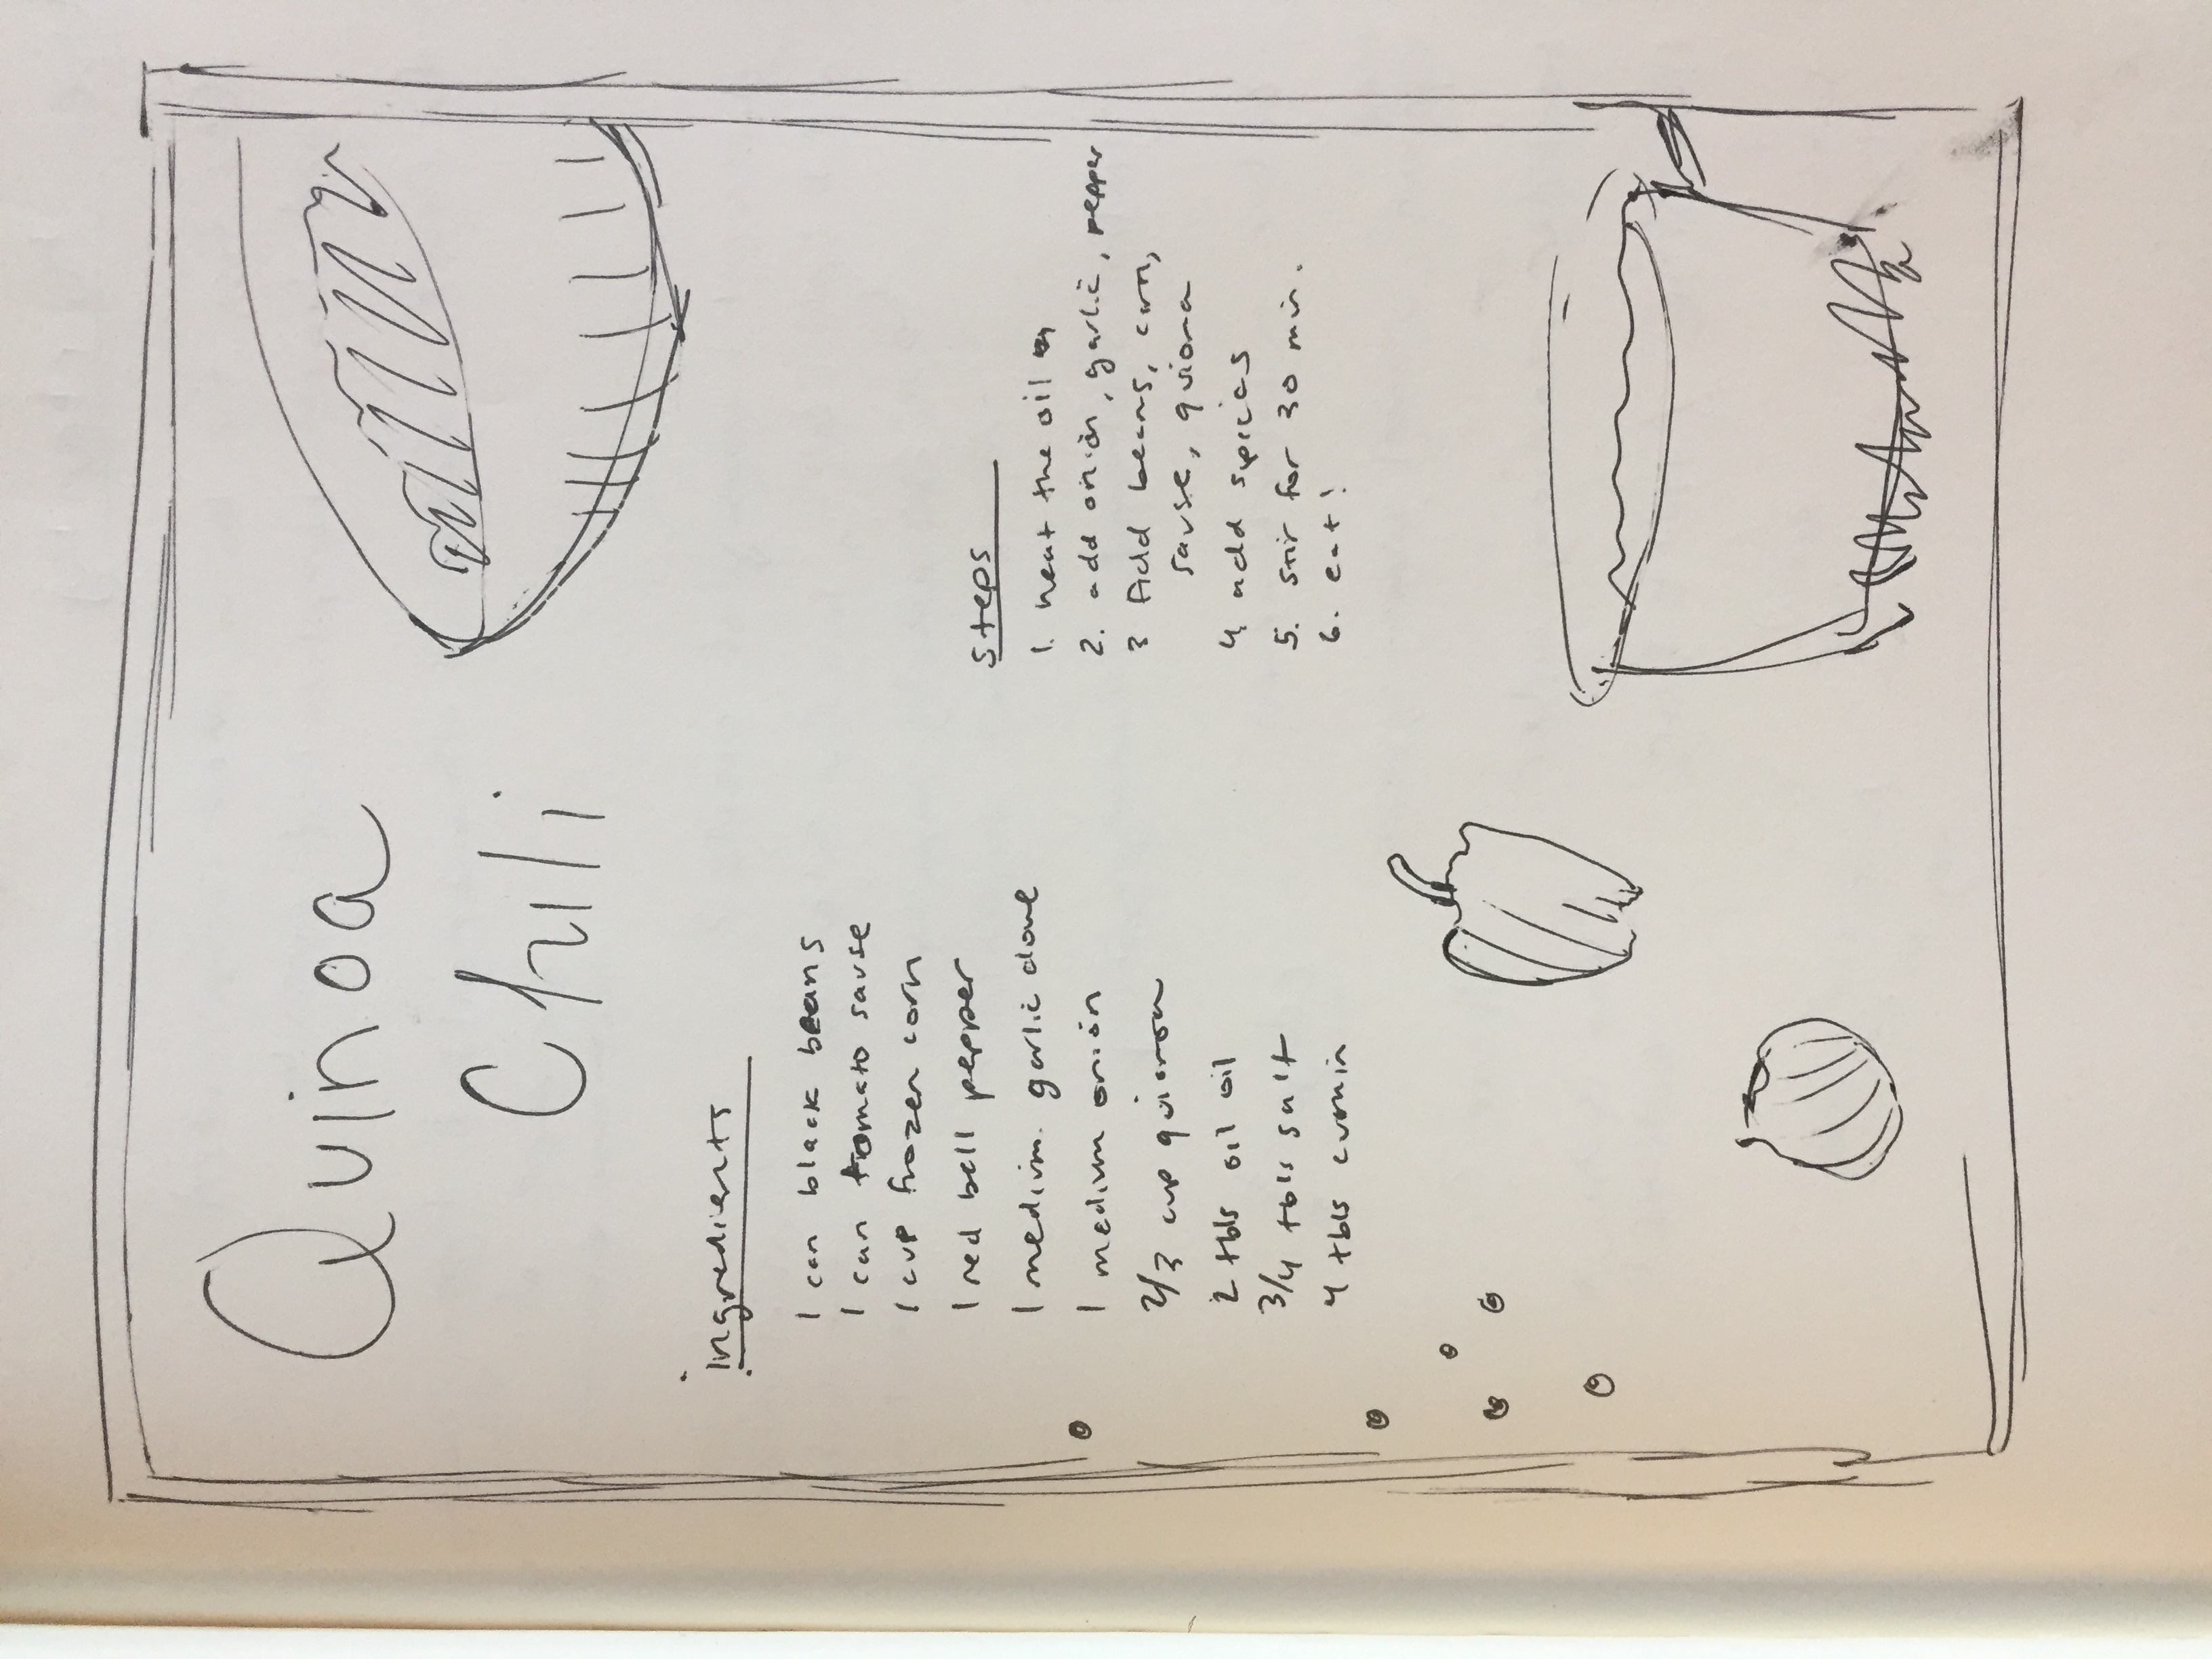 Quinoa
Chili
ingredients
1 can black beans
1 can tomato sause
1 cup frozen corn
1 red bell pepper
1 medium garlic clove
1 medium onion
2/3 cup quionoa
2 tbls oil oil
3/4 tbls salt
4 tbls cumin
Steps
1. heat the oil
2. add onion, garlic, pepper
3 Add beans, corn,
sause, quiona
4. add spices
5. stir for 30 min.
6. eat!